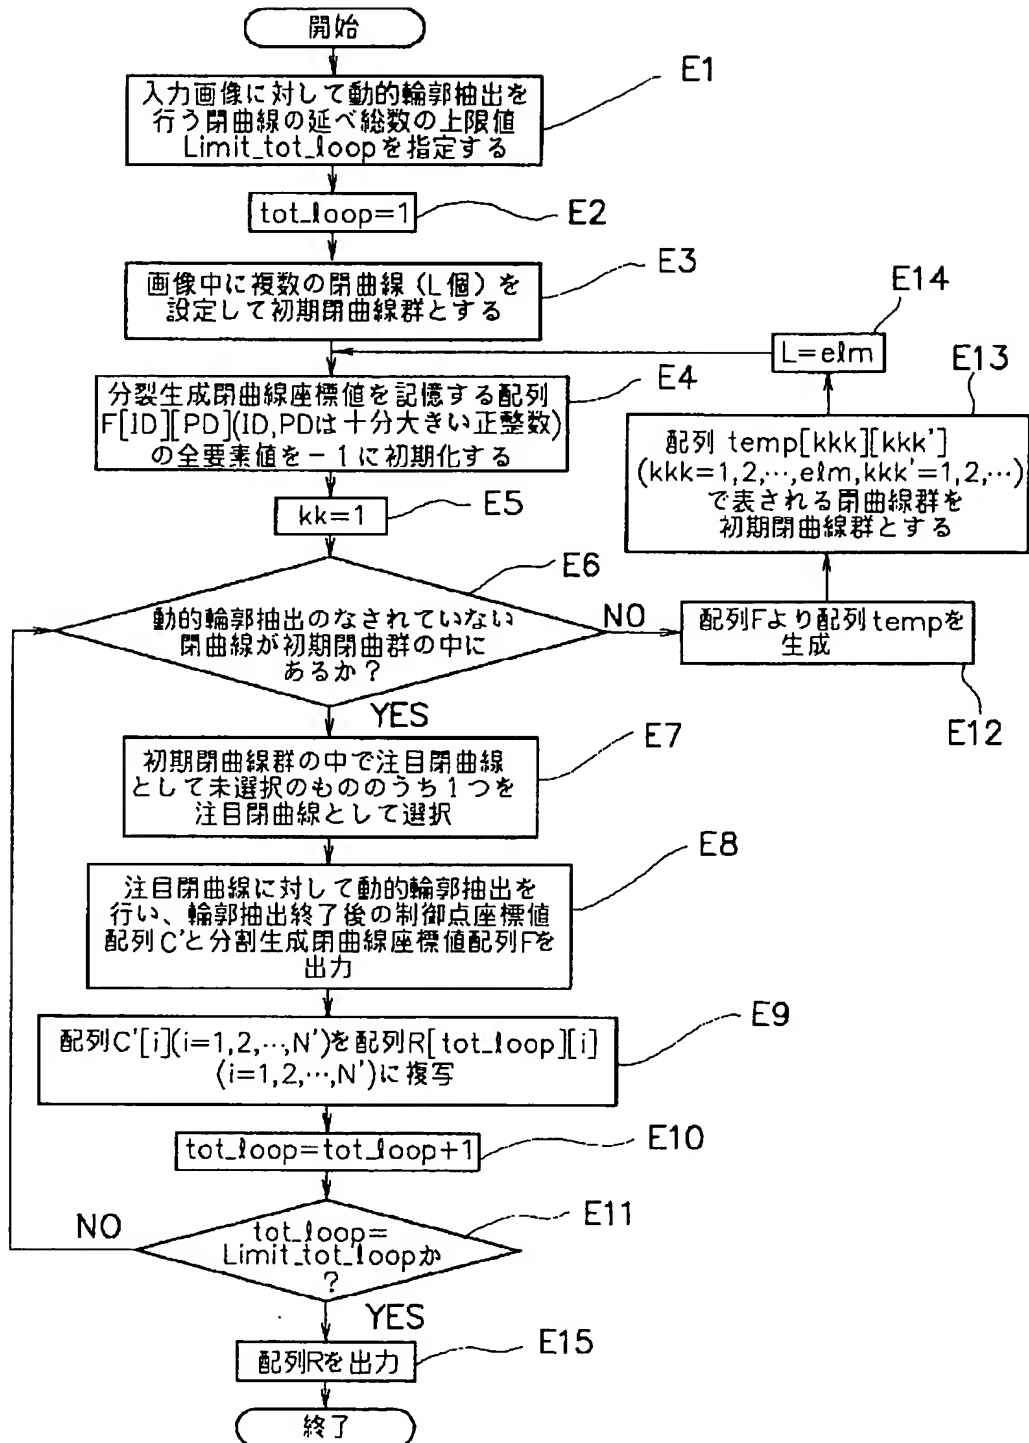 開始
E1
入力画像に対して動的輪郭抽出を
行う閉曲線の延べ総数の上限値
Limit_tot_loopを指定する
tot_loop=1
E2
画像中に複数の閉曲線(L個)を
設定して初期閉曲線群とする
E3
E14
L=elm
分裂生成閉曲線座標値を記憶する配列
F[ID][PD](ID,PDは十分大きい正整数)
の全要素値を-1に初期化する
E4
E13
配列 temp[kkk][kkk']
(kkk=1,2,…,elm,kkk'=1,2,…)
で表される閉曲線群を
初期閉曲線群とする
kk=1
E5
E6
動的輪郭抽出のなされていない
閉曲線が初期閉曲群の中に
あるか?
NO
配列Fより配列tempを
生成
E12
YES
E7
初期閉曲線群の中で注目閉曲線
として未選択のもののうち1つを
注目閉曲線として選択
E8
注目閉曲線に対して動的輪郭抽出を
行い、輪郭抽出終了後の制御点座標値
配列C'と分割生成閉曲線座標値配列Fを
出力
E9
配列C'[i](i=1,2,…,N')を配列R[tot_loop][i]
(i=1,2,…,N')に複写
tot_loop=tot_loop+1
E10
NO
E11
tot_loop=
Limit_tot_loopか
?
YES
配列Rを出力
E15
終了